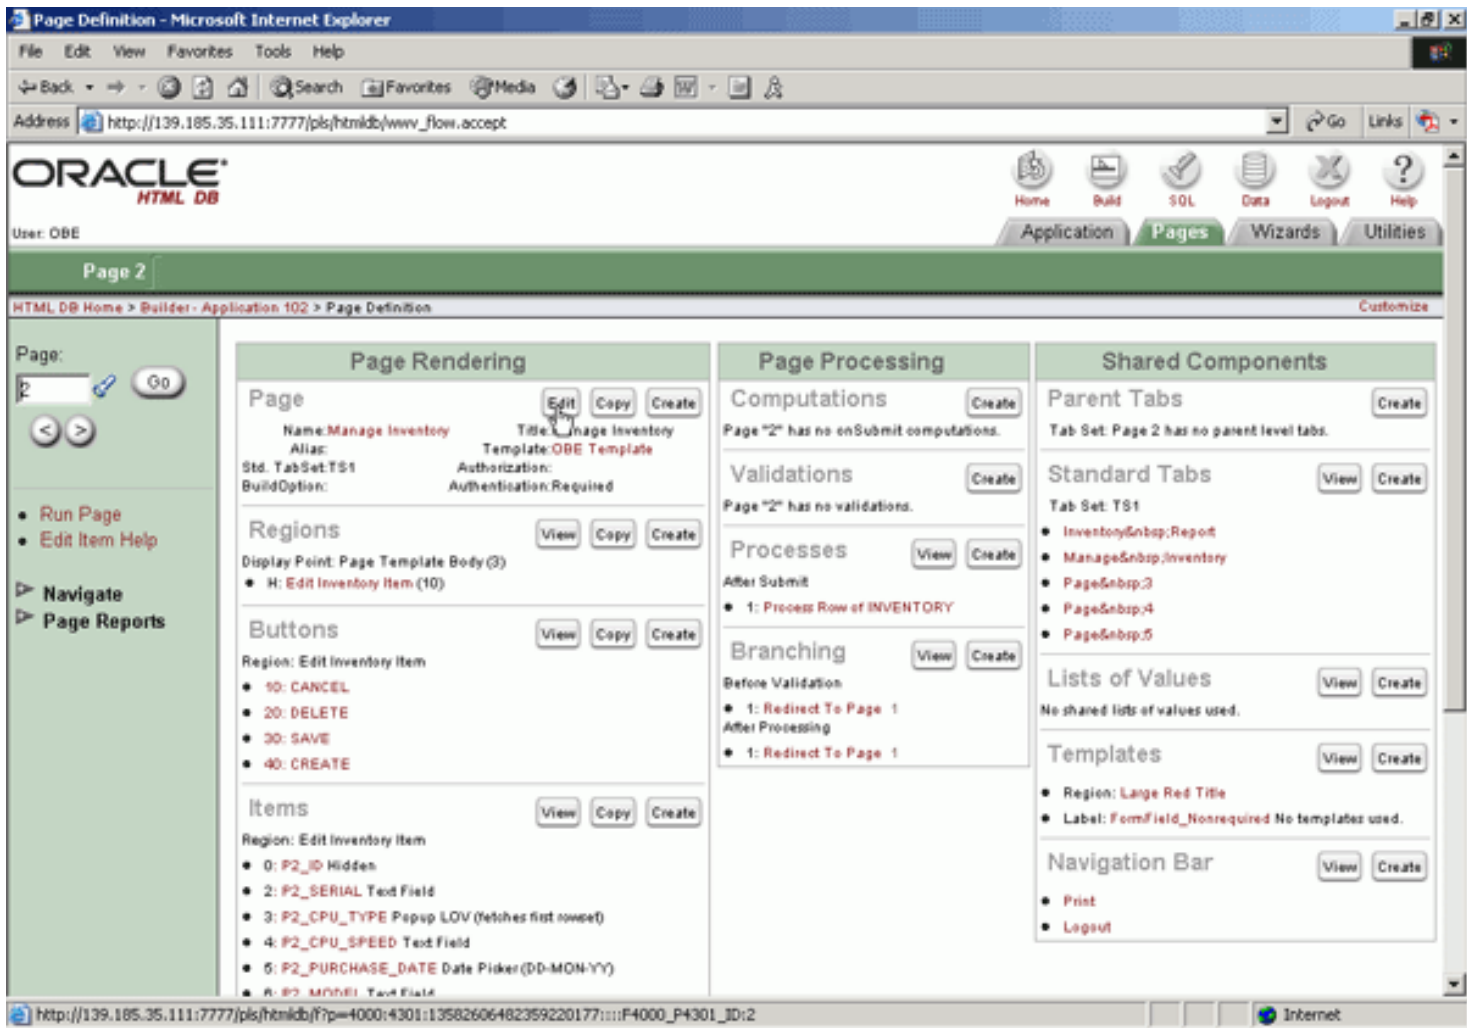 Page Definition - Microsoft Internet Explorer
File Edit View Favorites Tools Help
Back Search Favorites Media
Address http://139.185.35.111:7777/pls/htmldb/wwv_flow.accept Go Links
ORACLE
HTML DB
Home Build SQL Data Logout Help
User: OBE
Application Pages Wizards Utilities
Page 2
HTML DB Home > Builder - Application 102 > Page Definition Customize
Page:
2 Go
< >
Run Page
Edit Item Help
Navigate
Page Reports
Page Rendering
Page Edit Copy Create
Name:Manage Inventory Title: nage Inventory
Alias: Template:OBE Template
Std. TabSet:TS1 Authorization:
BuildOption: Authentication:Required
Regions View Copy Create
Display Point: Page Template Body (3)
H: Edit Inventory Item (10)
Buttons View Copy Create
Region: Edit Inventory Item
10: CANCEL
20: DELETE
30: SAVE
40: CREATE
Items View Copy Create
Region: Edit Inventory Item
0: P2_ID Hidden
2: P2_SERIAL Text Field
3: P2_CPU_TYPE Popup LOV (fetches first rowset)
4: P2_CPU_SPEED Text Field
5: P2_PURCHASE_DATE Date Picker (DD-MON-YY)
6: P2_MODEL Text Field
Page Processing
Computations Create
Page "2" has no onSubmit computations.
Validations Create
Page "2" has no validations.
Processes View Create
After Submit
1: Process Row of INVENTORY
Branching View Create
Before Validation
1: Redirect To Page 1
After Processing
1: Redirect To Page 1
Shared Components
Parent Tabs Create
Tab Set: Page 2 has no parent level tabs.
Standard Tabs View Create
Tab Set: TS1
Inventory&nbsp;Report
Manage&nbsp;Inventory
Page&nbsp;3
Page&nbsp;4
Page&nbsp;5
Lists of Values View Create
No shared lists of values used.
Templates View Create
Region: Large Red Title
Label: FormField_Nonrequired No templates used.
Navigation Bar View Create
Print
Logout
http://139.185.35.111:7777/pls/htmldb/f?p=4000:4301:13582606482359220177::::F4000_P4301_ID:2 Internet